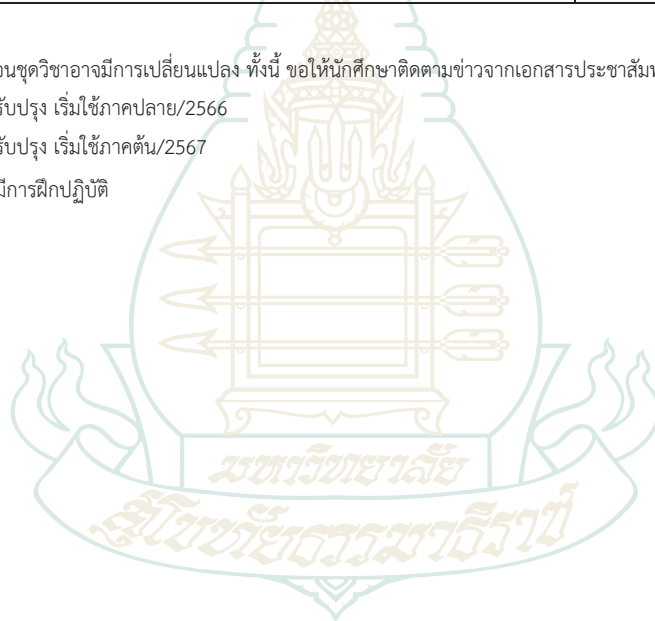 อนชุดวิชาอาจมีการเปลี่ยนแปลง ทั้งนี้ ขอให้นักศึกษาติดตามข่าวจากเอกสารประชาสัมพ
รับปรุง เริ่มใช้ภาคปลาย/2566
รับปรุง เริ่มใช้ภาคต้น/2567
มีการฝึกปฏิบัติ
มหาวิทยาลัย
สุโขทัยธรรมาธิราช